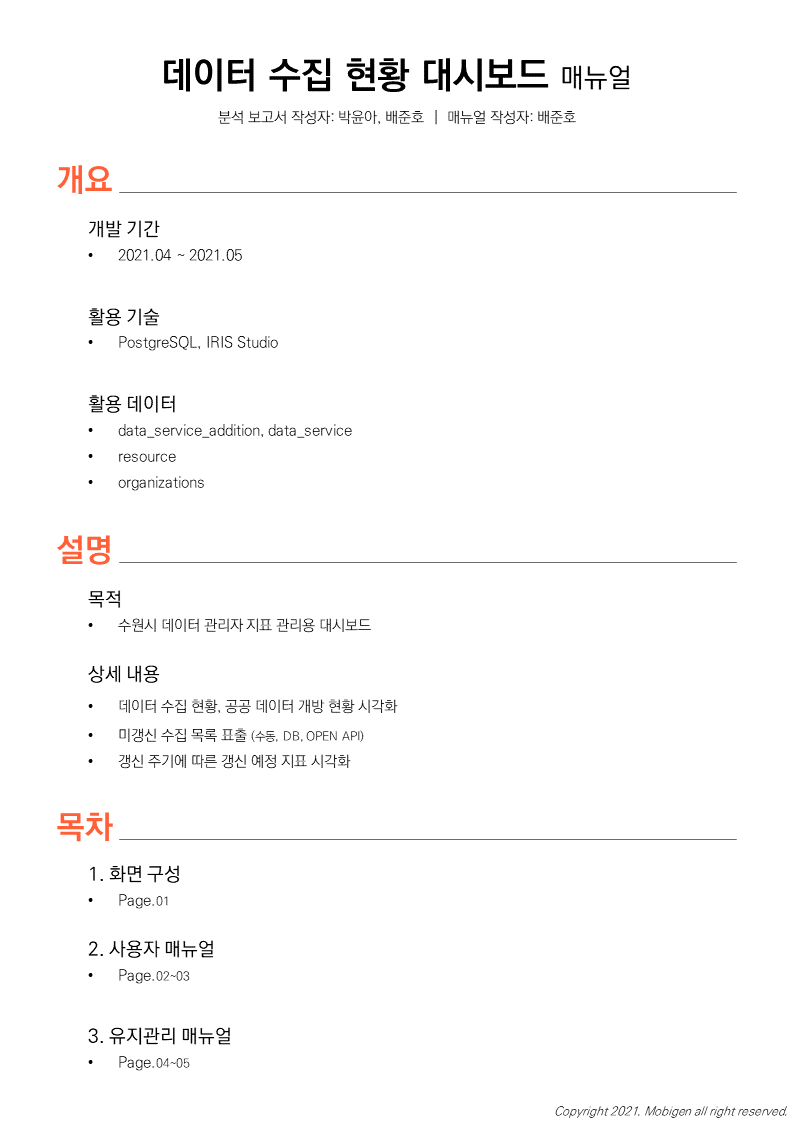 데이터 수집 현황 대시보드 매뉴얼
분석 보고서 작성자: 박윤아, 배준호 | 매뉴얼 작성자: 배준호
개요
개발 기간
• 2021.04 ~ 2021.05
활용 기술
• PostgreSQL, IRIS Studio
활용 데이터
• data_service_addition, data_service
• resource
• organizations
설명
목적
• 수원시 데이터 관리자 지표 관리용 대시보드
상세 내용
• 데이터 수집 현황, 공공 데이터 개방 현황 시각화
• 미갱신 수집 목록 표출 (수동, DB, OPEN API)
• 갱신 주기에 따른 갱신 예정 지표 시각화
목차
1. 화면 구성
• Page.01
2. 사용자 매뉴얼
• Page.02~03
3. 유지관리 매뉴얼
• Page.04~05
Copyright 2021. Mobigen all right reserved.